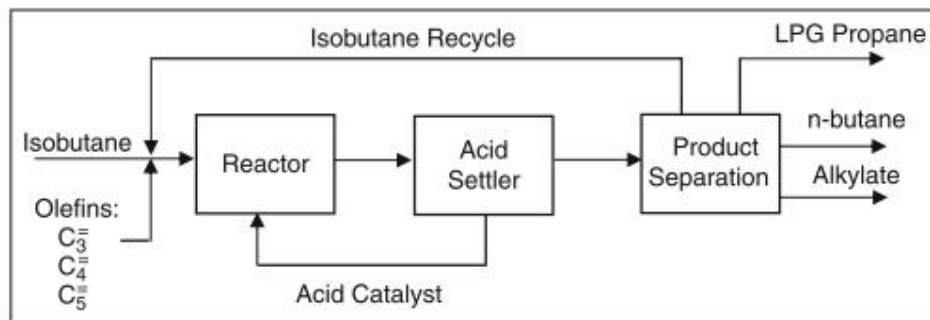 Isobutane Recycle
LPG Propane
n-butane
Alkylate
Isobutane
Reactor
Acid
Settler
Product
Separation
Olefins:
C₃⁼
C₄⁼
C₅⁼
Acid Catalyst